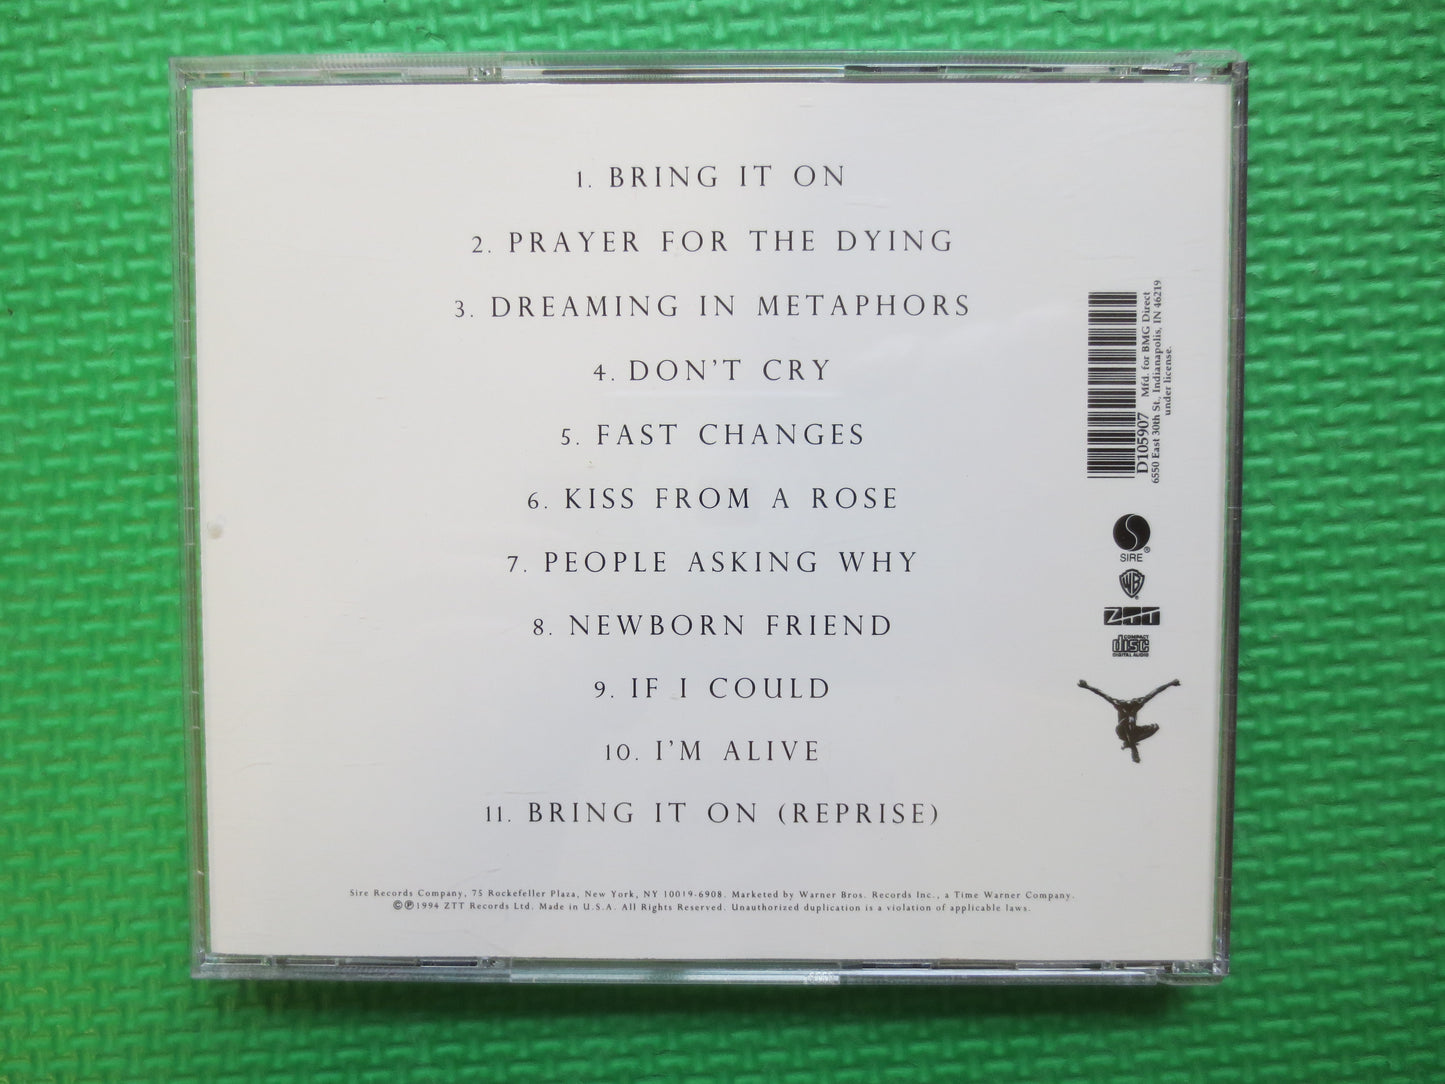 1. BRING IT ON
2. PRAYER FOR THE DYING
3. DREAMING IN METAPHORS
4. DON'T CRY
5. FAST CHANGES
6. KISS FROM A ROSE
7. PEOPLE ASKING WHY
8. NEWBORN FRIEND
9. IF I COULD
10. I'M ALIVE
11. BRING IT ON (REPRISE)
D105907 Mfd. for BMG Direct
6550 East 30th St., Indianapolis, IN 46219
under license.
SIRE ®
WB
ZTT
COMPACT
disc
DIGITAL AUDIO
Sire Records Company, 75 Rockefeller Plaza, New York, NY 10019-6908. Marketed by Warner Bros. Records Inc., a Time Warner Company.
©℗1994 ZTT Records Ltd. Made in U.S.A. All Rights Reserved. Unauthorized duplication is a violation of applicable laws.